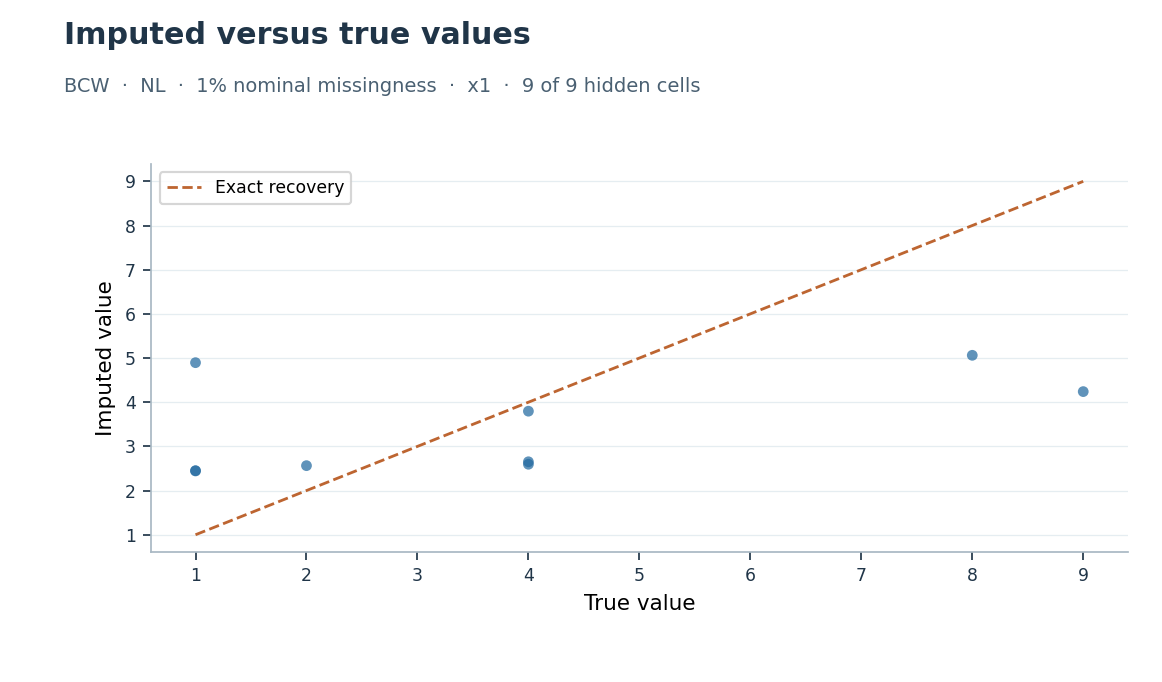 Imputed versus true values
BCW · NL · 1% nominal missingness · x1 · 9 of 9 hidden cells
Exact recovery
9
8
7
6
5
4
3
2
1
Imputed value
1 2 3 4 5 6 7 8 9
True value